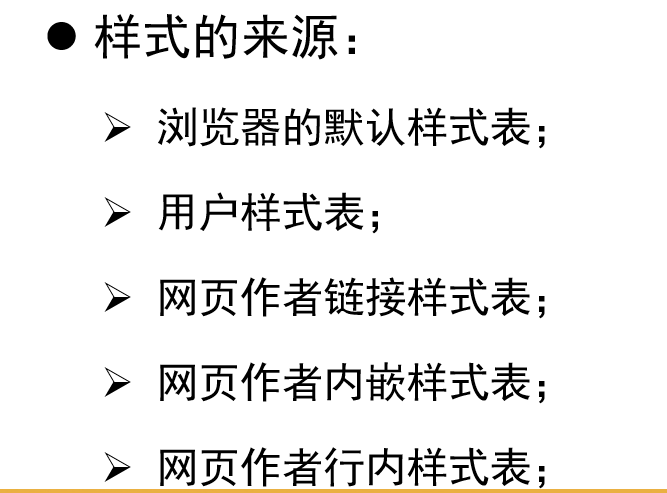 ● 样式的来源：
➢ 浏览器的默认样式表；
➢ 用户样式表；
➢ 网页作者链接样式表；
➢ 网页作者内嵌样式表；
➢ 网页作者行内样式表；